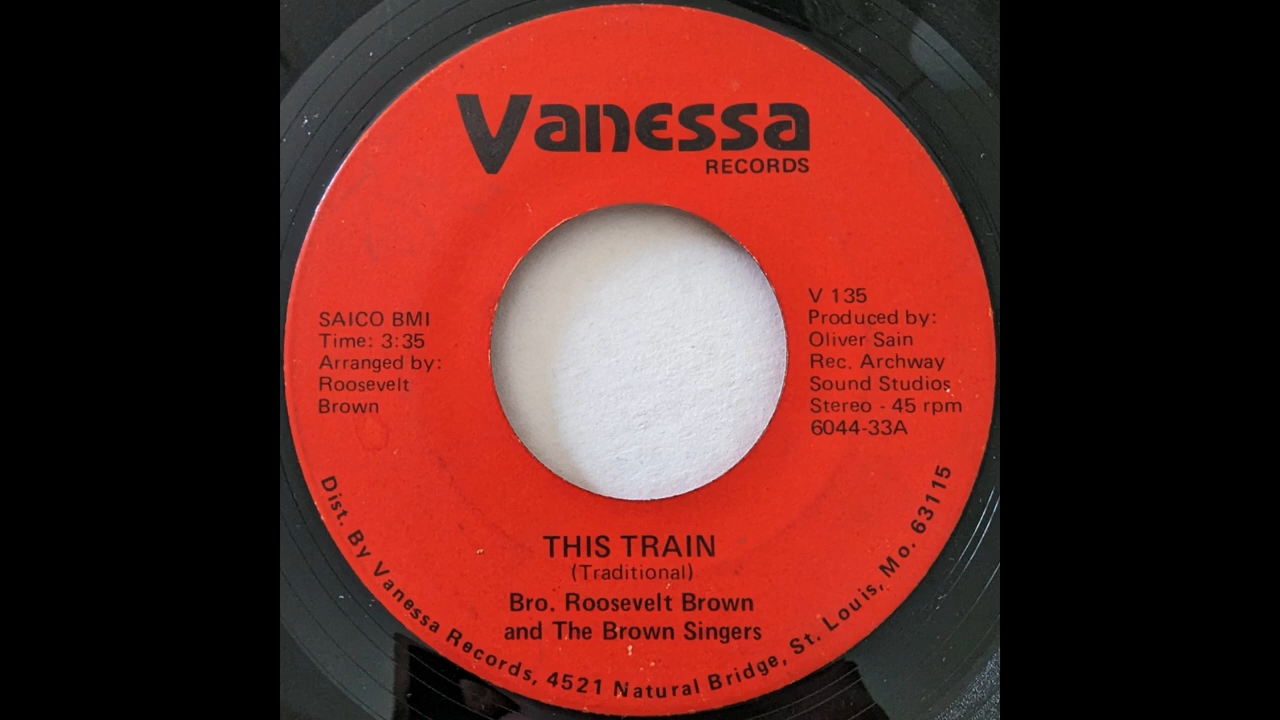 Vanessa
RECORDS
SAICO BMI
Time: 3:35
Arranged by:
Roosevelt
Brown
V 135
Produced by:
Oliver Sain
Rec. Archway
Sound Studios
Stereo - 45 rpm
6044-33A
THIS TRAIN
(Traditional)
Bro. Roosevelt Brown
and The Brown Singers
Dist. By Vanessa Records, 4521 Natural Bridge, St. Louis, Mo. 63115